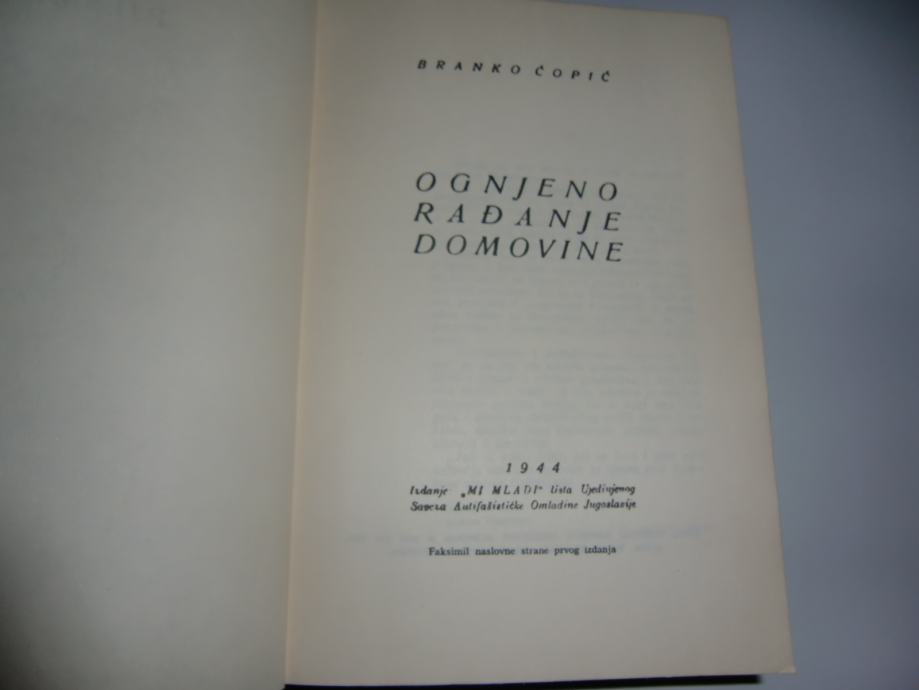 BRANKO ĆOPIĆ
OGNJENO
RAĐANJE
DOMOVINE
1944
Izdanje „MI MLADI" lista Ujedinjenog
Saveza Antifašističke Omladine Jugoslavije
Faksimil naslovne strane prvog izdanja